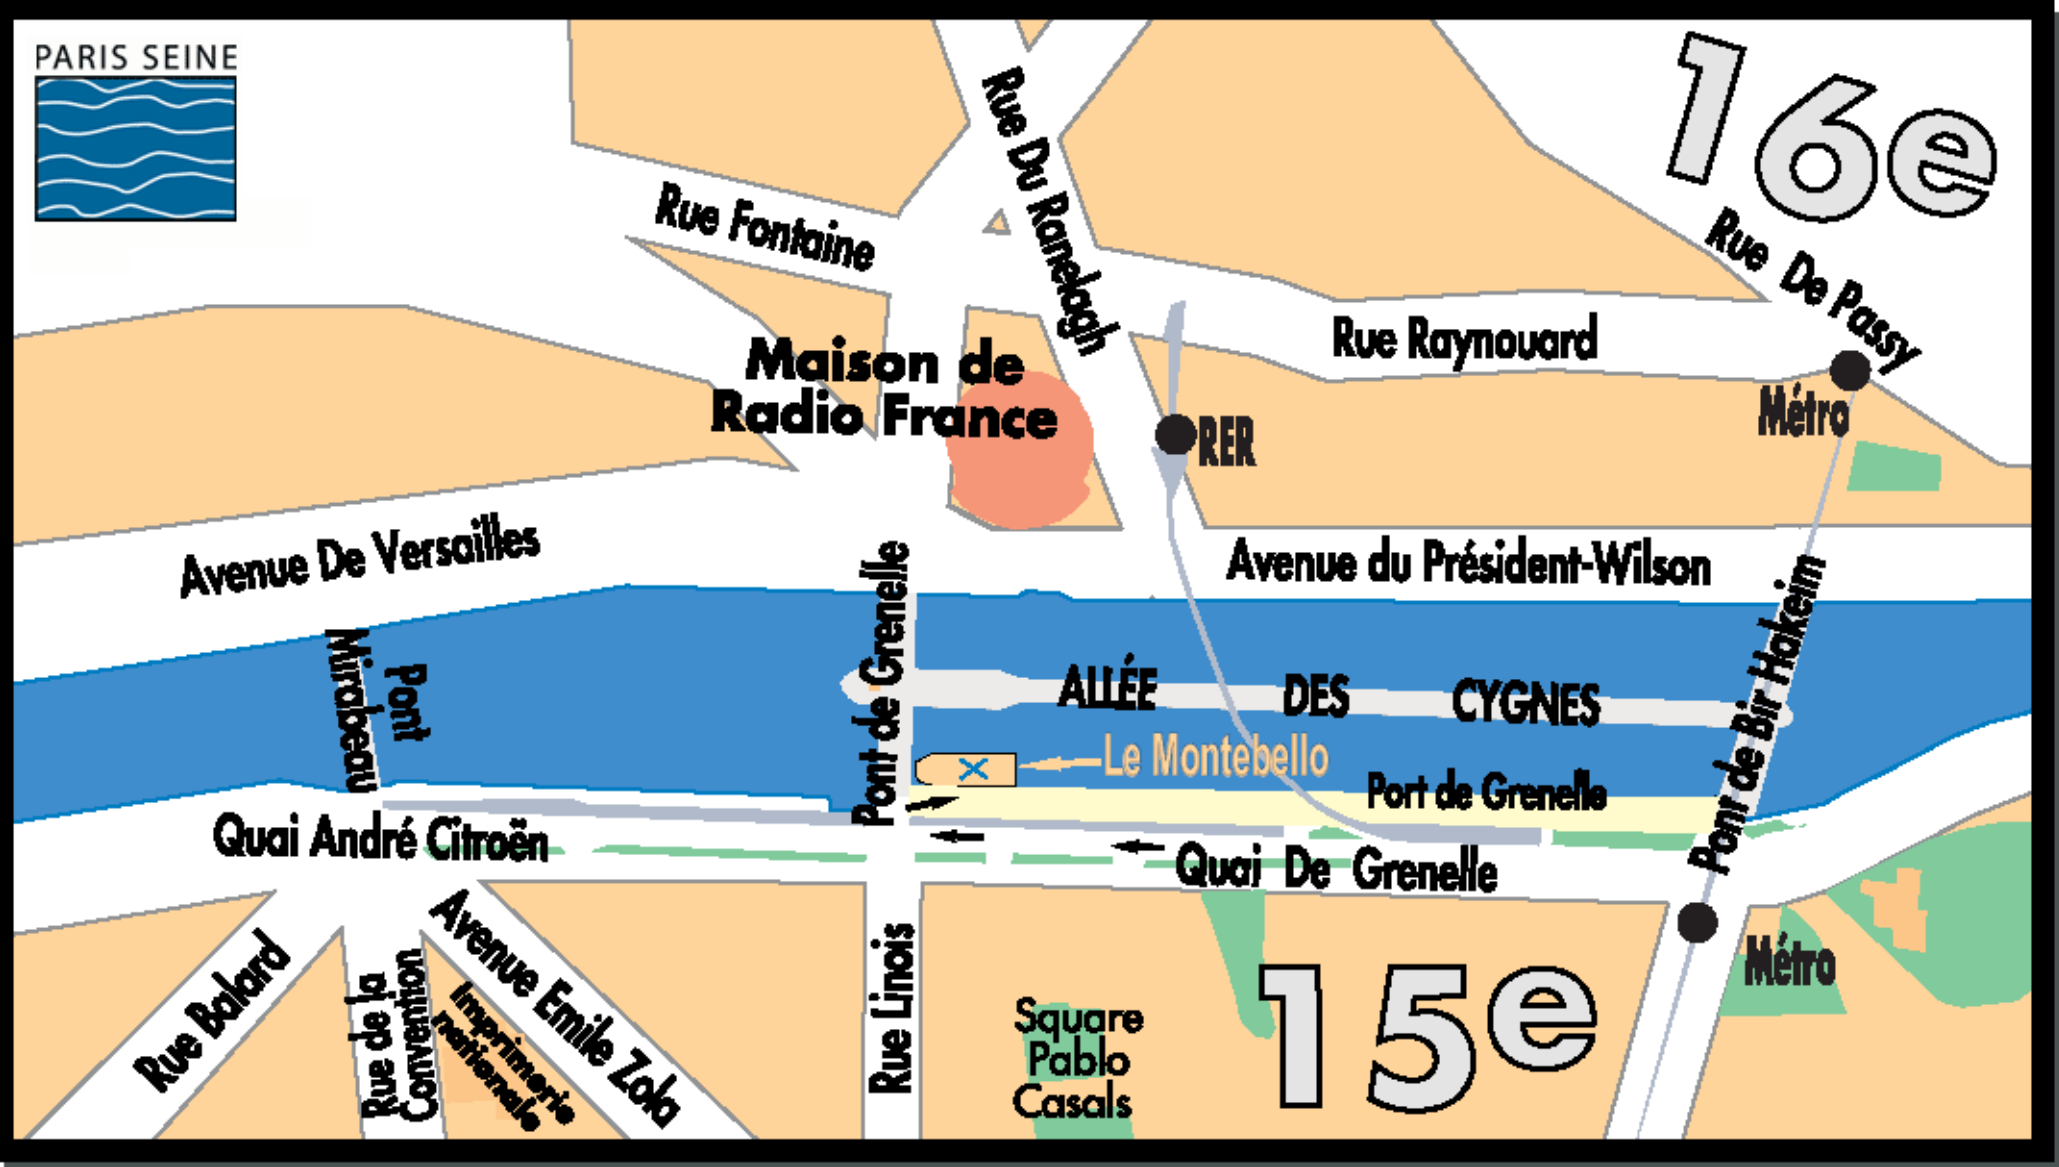 PARIS SEINE
16e
Rue Du Ranelagh
Rue Fontaine
Rue De Passy
Rue Raynouard
Maison de
Radio France
Métro
RER
Avenue De Versailles
Avenue du Président-Wilson
Pont
Mirabeau
Pont de Grenelle
Pont de Bir Hakeim
ALLÉE DES CYGNES
Le Montebello
Port de Grenelle
Quai André Citroën
Quai De Grenelle
Métro
Rue Balard
Rue de la
Convention
Avenue Emile Zola
Imprimerie
nationale
Rue Linois
Square
Pablo
Casals
15e